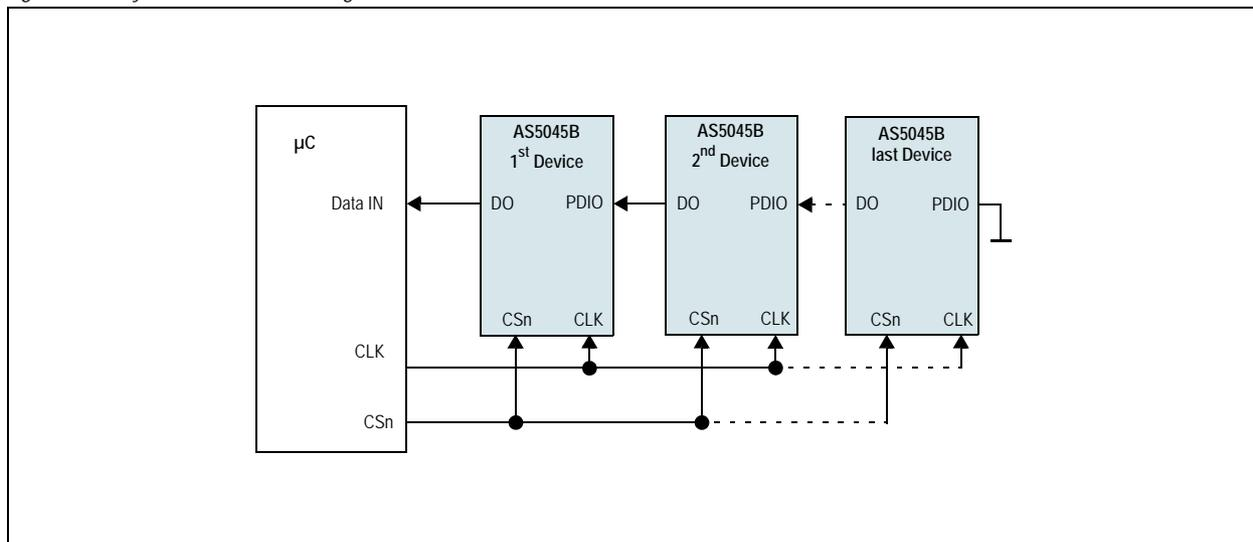 µC
AS5045B
1st Device
AS5045B
2nd Device
AS5045B
last Device
Data IN
DO
PDIO
DO
PDIO
DO
PDIO
CSn
CLK
CSn
CLK
CSn
CLK
CLK
CSn